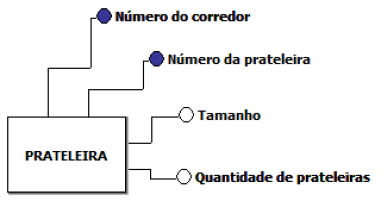 Número do corredor
Número da prateleira
Tamanho
PRATELEIRA
Quantidade de prateleiras